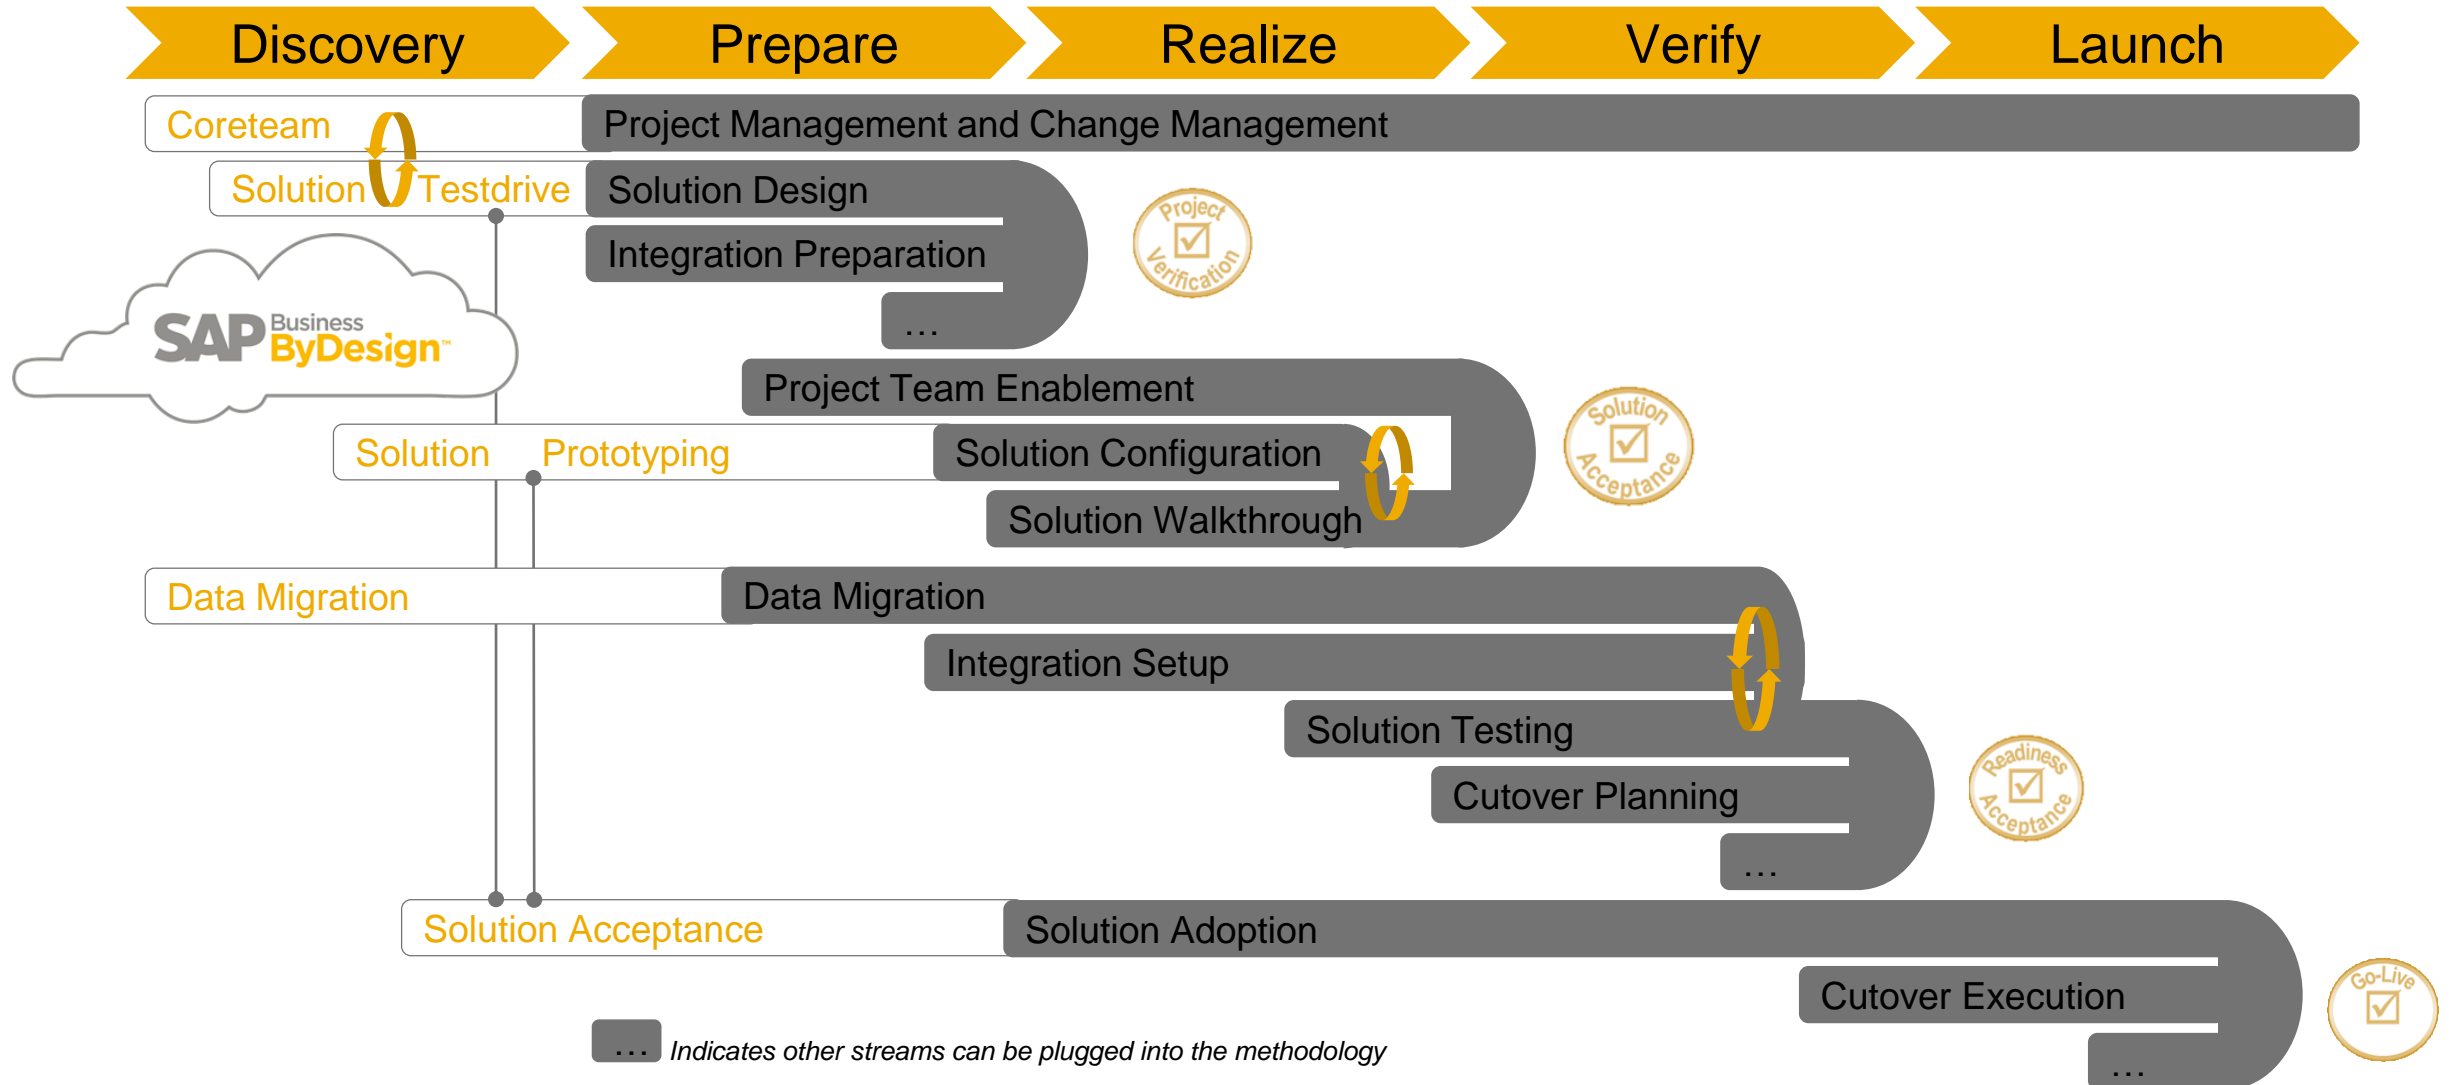 Discovery Prepare Realize Verify Launch
Coreteam Project Management and Change Management
Solution Testdrive Solution Design
Project Verification
Integration Preparation
...
SAP Business ByDesign™
Project Team Enablement
Solution Acceptance
Solution Prototyping Solution Configuration
Solution Walkthrough
Data Migration Data Migration
Integration Setup
Solution Testing
Readiness Acceptance
Cutover Planning
...
Solution Acceptance Solution Adoption
Go-Live
Cutover Execution
... Indicates other streams can be plugged into the methodology
...